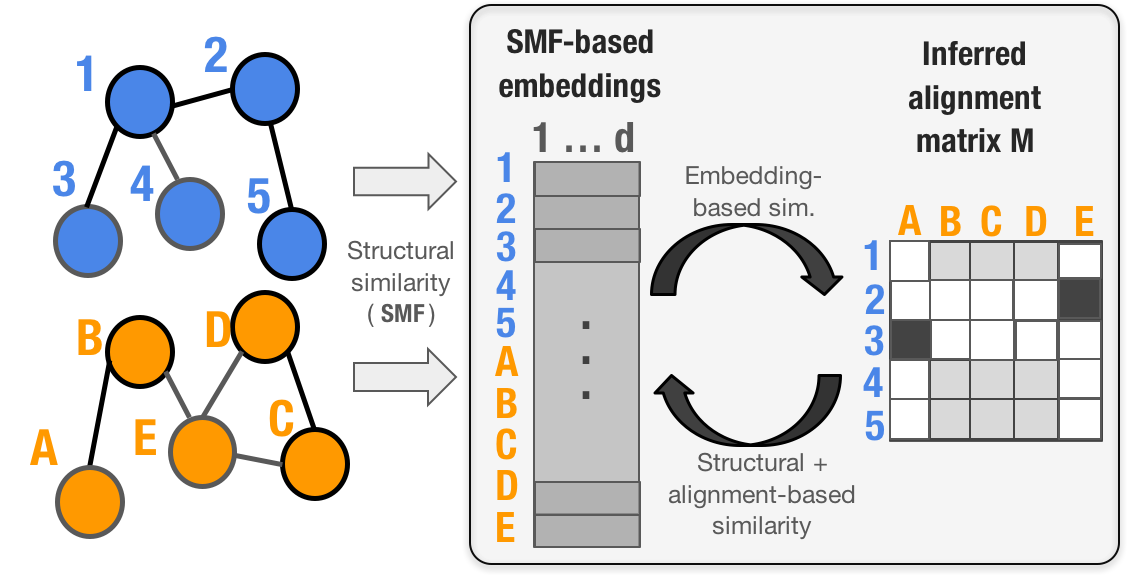 1
2
3
4
5
B
D
A
E
C
Structural
similarity
( SMF )
SMF-based
embeddings
1 ... d
1
2
3
4
5
A
B
C
D
E
Embedding-
based sim.
Structural +
alignment-based
similarity
Inferred
alignment
matrix M
A B C D E
1
2
3
4
5